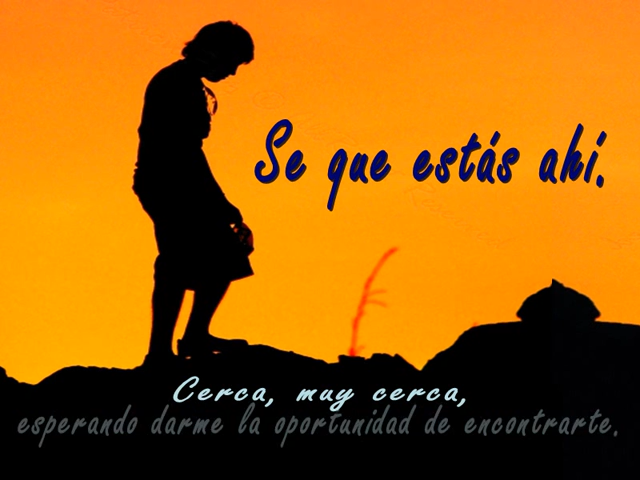 Se que estás ahí.
Cerca, muy cerca,
esperando darme la oportunidad de encontrarte.